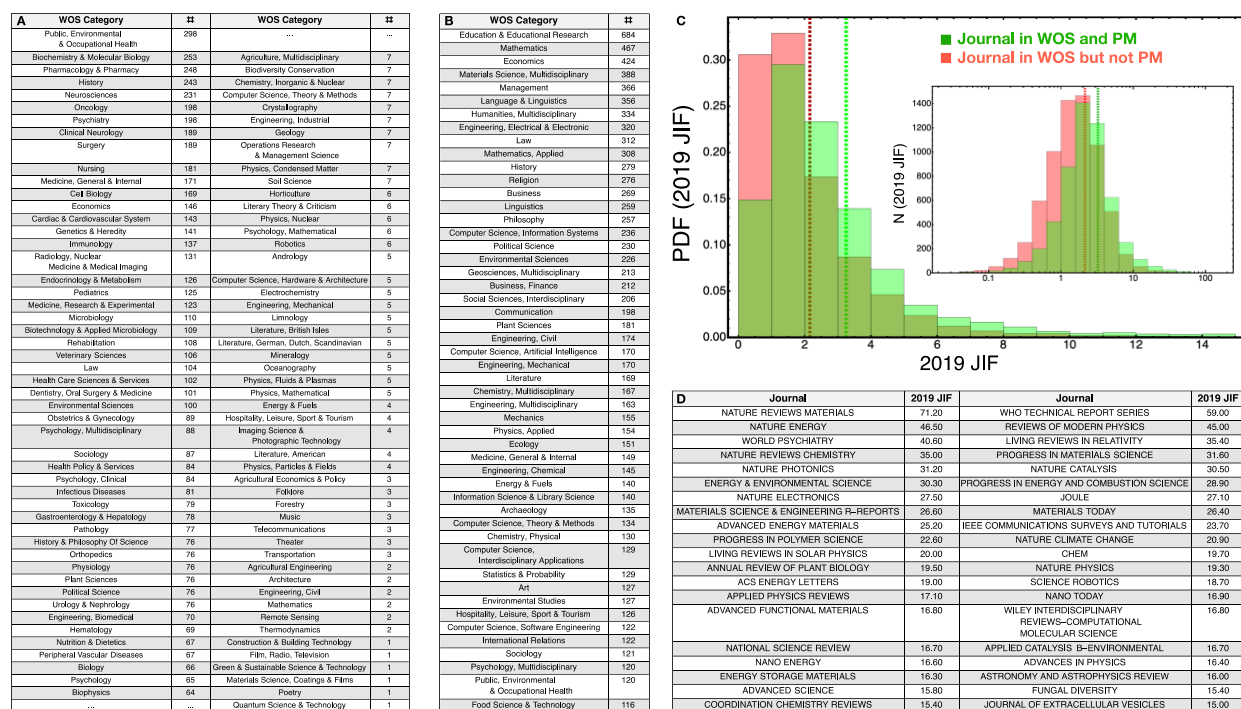 A
WOS Category # WOS Category #
Public, Environmental & Occupational Health 298 ... ...
Biochemistry & Molecular Biology 253 Agriculture, Multidisciplinary 7
Pharmacology & Pharmacy 248 Biodiversity Conservation 7
History 243 Chemistry, Inorganic & Nuclear 7
Neurosciences 231 Computer Science, Theory & Methods 7
Oncology 198 Crystallography 7
Psychiatry 198 Engineering, Industrial 7
Clinical Neurology 189 Geology 7
Surgery 189 Operations Research & Management Science 7
Nursing 181 Physics, Condensed Matter 7
Medicine, General & Internal 171 Soil Science 7
Cell Biology 169 Horticulture 6
Economics 146 Literary Theory & Criticism 6
Cardiac & Cardiovascular System 143 Physics, Nuclear 6
Genetics & Heredity 141 Psychology, Mathematical 6
Immunology 137 Robotics 6
Radiology, Nuclear Medicine & Medical Imaging 131 Andrology 5
Endocrinology & Metabolism 126 Computer Science, Hardware & Architecture 5
Pediatrics 125 Electrochemistry 5
Medicine, Research & Experimental 123 Engineering, Mechanical 5
Microbiology 110 Limnology 5
Biotechnology & Applied Microbiology 109 Literature, British Isles 5
Rehabilitation 108 Literature, German, Dutch, Scandinavian 5
Veterinary Sciences 106 Mineralogy 5
Law 104 Oceanography 5
Health Care Sciences & Services 102 Physics, Fluids & Plasmas 5
Dentistry, Oral Surgery & Medicine 101 Physics, Mathematical 5
Environmental Sciences 100 Energy & Fuels 4
Obstetrics & Gynecology 89 Hospitality, Leisure, Sport & Tourism 4
Psychology, Multidisciplinary 88 Imaging Science & Photographic Technology 4
Sociology 87 Literature, American 4
Health Policy & Services 84 Physics, Particles & Fields 4
Psychology, Clinical 84 Agricultural Economics & Policy 3
Infectious Diseases 81 Folklore 3
Toxicology 79 Forestry 3
Gastroenterology & Hepatology 78 Music 3
Pathology 77 Telecommunications 3
History & Philosophy Of Science 76 Theater 3
Orthopedics 76 Transportation 3
Physiology 76 Agricultural Engineering 2
Plant Sciences 76 Architecture 2
Political Science 76 Engineering, Civil 2
Urology & Nephrology 76 Mathematics 2
Engineering, Biomedical 70 Remote Sensing 2
Hematology 69 Thermodynamics 2
Nutrition & Dietetics 67 Construction & Building Technology 1
Peripheral Vascular Diseases 67 Film, Radio, Television 1
Biology 66 Green & Sustainable Science & Technology 1
Psychology 65 Materials Science, Coatings & Films 1
Biophysics 64 Poetry 1
... ... Quantum Science & Technology 1
B
WOS Category #
Education & Educational Research 684
Mathematics 467
Economics 424
Materials Science, Multidisciplinary 388
Management 366
Language & Linguistics 356
Humanities, Multidisciplinary 334
Engineering, Electrical & Electronic 320
Law 312
Mathematics, Applied 308
History 279
Religion 276
Business 269
Linguistics 259
Philosophy 257
Computer Science, Information Systems 236
Political Science 230
Environmental Sciences 226
Geosciences, Multidisciplinary 213
Business, Finance 212
Social Sciences, Interdisciplinary 206
Communication 198
Plant Sciences 181
Engineering, Civil 174
Computer Science, Artificial Intelligence 170
Engineering, Mechanical 170
Literature 169
Chemistry, Multidisciplinary 167
Engineering, Multidisciplinary 163
Mechanics 155
Physics, Applied 154
Ecology 151
Medicine, General & Internal 149
Engineering, Chemical 145
Energy & Fuels 140
Information Science & Library Science 140
Archaeology 135
Computer Science, Theory & Methods 134
Chemistry, Physical 130
Computer Science, Interdisciplinary Applications 129
Statistics & Probability 129
Art 127
Environmental Studies 127
Hospitality, Leisure, Sport & Tourism 126
Computer Science, Software Engineering 122
International Relations 122
Sociology 121
Psychology, Multidisciplinary 120
Public, Environmental & Occupational Health 120
Food Science & Technology 116
C
Journal in WOS and PM
Journal in WOS but not PM
PDF (2019 JIF)
0.30
0.25
0.20
0.15
0.10
0.05
0.00
0 2 4 6 8 10 12 14
2019 JIF
N (2019 JIF)
1400
1200
1000
800
600
400
200
0
0.1 1 10 100
D
Journal 2019 JIF Journal 2019 JIF
NATURE REVIEWS MATERIALS 71.20 WHO TECHNICAL REPORT SERIES 59.00
NATURE ENERGY 46.50 REVIEWS OF MODERN PHYSICS 45.00
WORLD PSYCHIATRY 40.60 LIVING REVIEWS IN RELATIVITY 35.40
NATURE REVIEWS CHEMISTRY 35.00 PROGRESS IN MATERIALS SCIENCE 31.60
NATURE PHOTONICS 31.20 NATURE CATALYSIS 30.50
ENERGY & ENVIRONMENTAL SCIENCE 30.30 PROGRESS IN ENERGY AND COMBUSTION SCIENCE 28.90
NATURE ELECTRONICS 27.50 JOULE 27.10
MATERIALS SCIENCE & ENGINEERING R–REPORTS 26.60 MATERIALS TODAY 26.40
ADVANCED ENERGY MATERIALS 25.20 IEEE COMMUNICATIONS SURVEYS AND TUTORIALS 23.70
PROGRESS IN POLYMER SCIENCE 22.60 NATURE CLIMATE CHANGE 20.90
LIVING REVIEWS IN SOLAR PHYSICS 20.00 CHEM 19.70
ANNUAL REVIEW OF PLANT BIOLOGY 19.50 NATURE PHYSICS 19.30
ACS ENERGY LETTERS 19.00 SCIENCE ROBOTICS 18.70
APPLIED PHYSICS REVIEWS 17.10 NANO TODAY 16.90
ADVANCED FUNCTIONAL MATERIALS 16.80 WILEY INTERDISCIPLINARY REVIEWS–COMPUTATIONAL MOLECULAR SCIENCE 16.80
NATIONAL SCIENCE REVIEW 16.70 APPLIED CATALYSIS B–ENVIRONMENTAL 16.70
NANO ENERGY 16.60 ADVANCES IN PHYSICS 16.40
ENERGY STORAGE MATERIALS 16.30 ASTRONOMY AND ASTROPHYSICS REVIEW 16.00
ADVANCED SCIENCE 15.80 FUNGAL DIVERSITY 15.40
COORDINATION CHEMISTRY REVIEWS 15.40 JOURNAL OF EXTRACELLULAR VESICLES 15.00